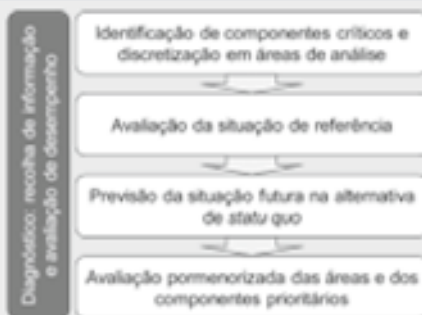 Diagnóstico: recolha de informação
e avaliação de desempenho
Identificação de componentes críticos e
discretização em áreas de análise
Avaliação da situação de referência
Previsão da situação futura na alternativa
de statu quo
Avaliação pormenorizada das áreas e dos
componentes prioritários